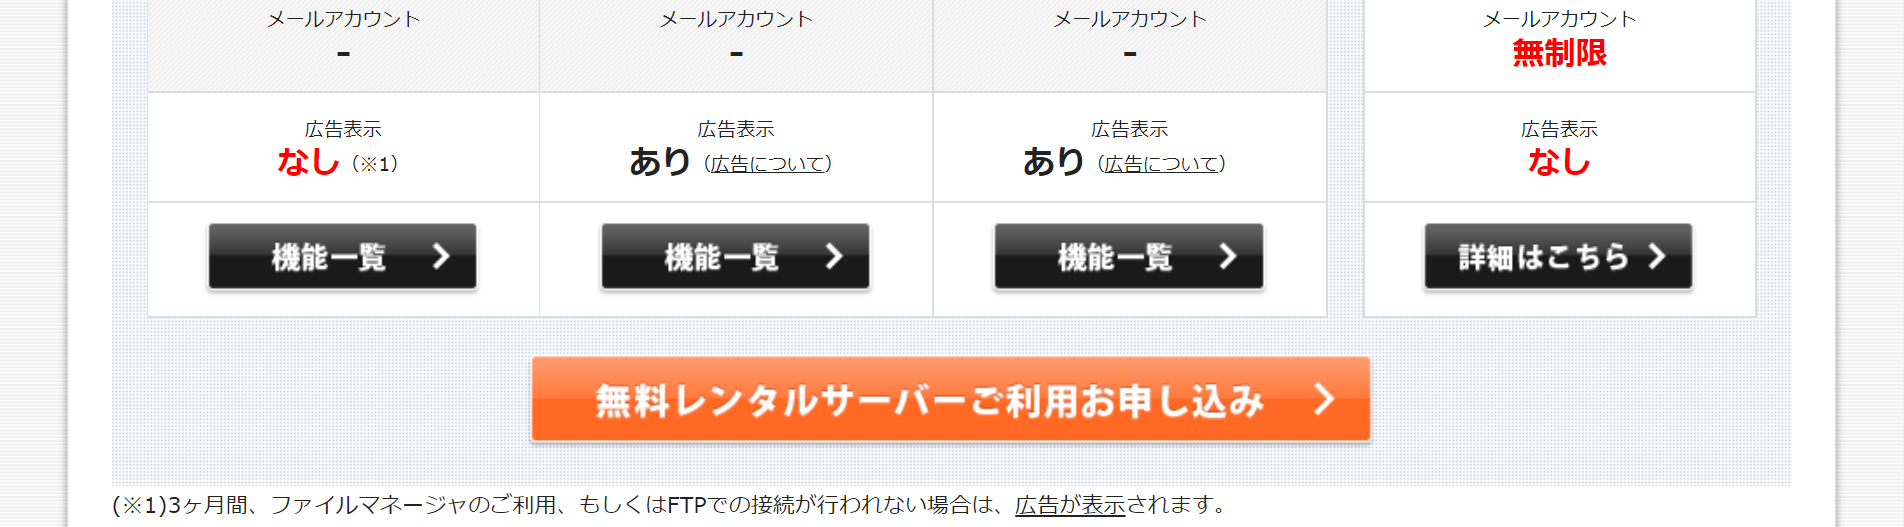 メールアカウント メールアカウント メールアカウント メールアカウント
- - - 無制限
広告表示 広告表示 広告表示 広告表示
なし（※1） あり（広告について） あり（広告について） なし
機能一覧 機能一覧 機能一覧 詳細はこちら
無料レンタルサーバーご利用お申し込み
(※1)3ヶ月間、ファイルマネージャのご利用、もしくはFTPでの接続が行われない場合は、広告が表示されます。